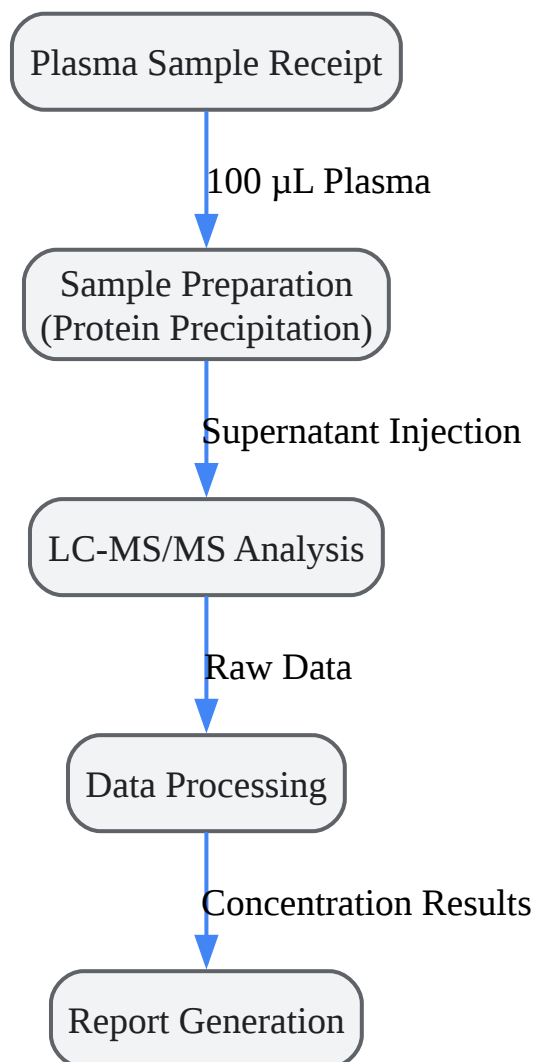 Plasma Sample Receipt
100 µL Plasma
Sample Preparation
(Protein Precipitation)
Supernatant Injection
LC-MS/MS Analysis
Raw Data
Data Processing
Concentration Results
Report Generation